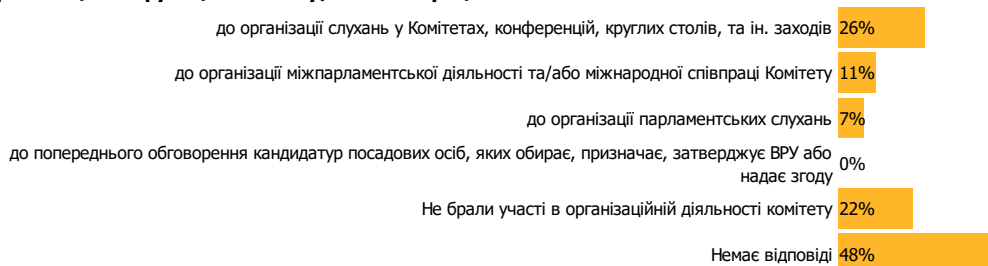 до організації слухань у Комітетах, конференцій, круглих столів, та ін. заходів 26%
до організації міжпарламентської діяльності та/або міжнародної співпраці Комітету 11%
до організації парламентських слухань 7%
до попереднього обговорення кандидатур посадових осіб, яких обирає, призначає, затверджує ВРУ або
надає згоду 0%
Не брали участі в організаційній діяльності комітету 22%
Немає відповіді 48%